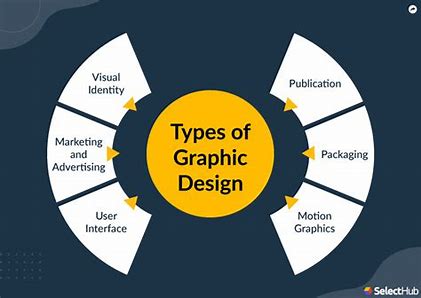 Visual
Identity
Marketing
and
Advertising
User
Interface
Types of
Graphic
Design
Publication
Packaging
Motion
Graphics
SelectHub